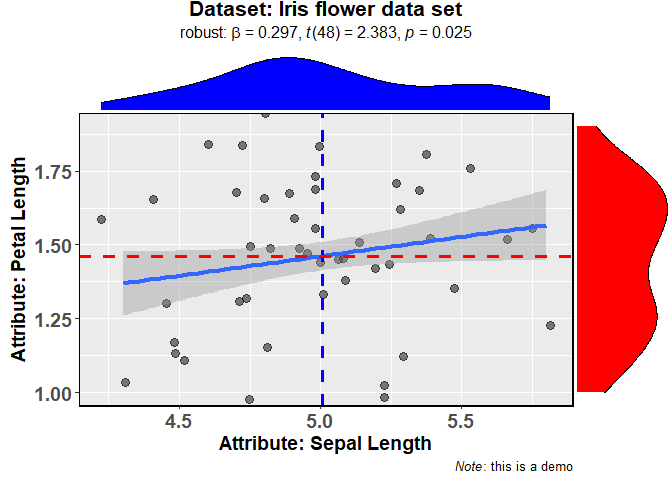 Dataset: Iris flower data set
robust: β = 0.297, t(48) = 2.383, p = 0.025
Attribute: Petal Length
1.75
1.50
1.25
1.00
4.5 5.0 5.5
Attribute: Sepal Length
Note: this is a demo